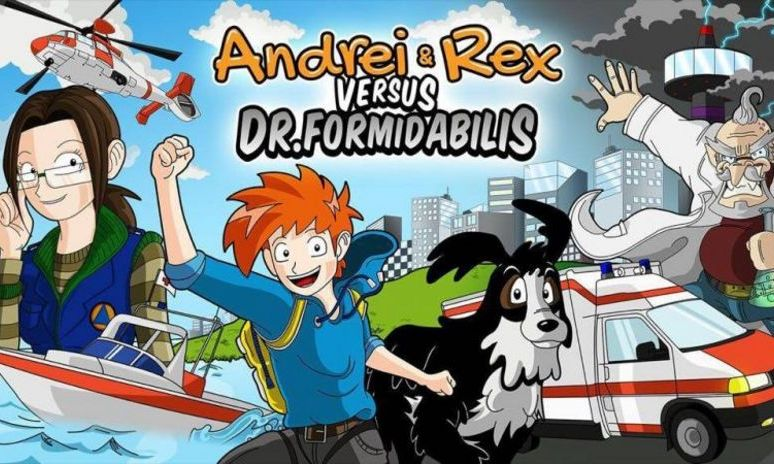 Andrei & Rex
VERSUS
DR.FORMIDABILIS